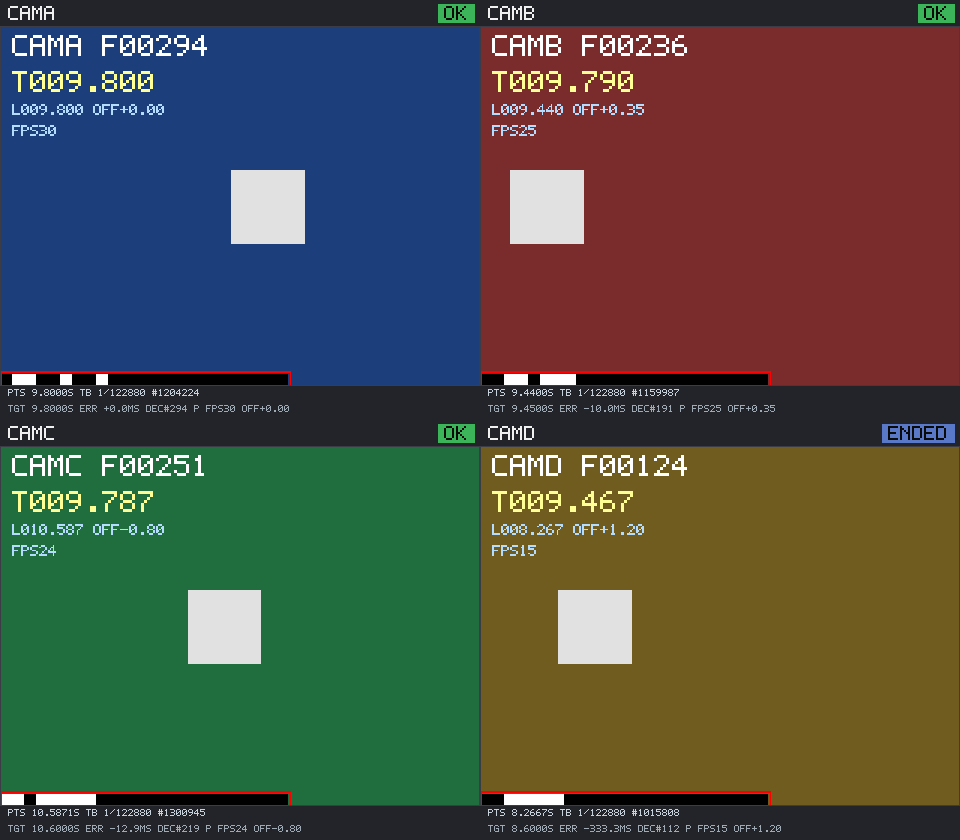 CAMA OK
CAMA F00294
T009.800
L009.800 OFF+0.00
FPS30
PTS 9.8000S TB 1/122880 #1204224
TGT 9.8000S ERR +0.0MS DEC#294 P FPS30 OFF+0.00
CAMB OK
CAMB F00236
T009.790
L009.440 OFF+0.35
FPS25
PTS 9.4400S TB 1/122880 #1159987
TGT 9.4500S ERR -10.0MS DEC#191 P FPS25 OFF+0.35
CAMC OK
CAMC F00251
T009.787
L010.587 OFF-0.80
FPS24
PTS 10.5871S TB 1/122880 #1300945
TGT 10.6000S ERR -12.9MS DEC#219 P FPS24 OFF-0.80
CAMD ENDED
CAMD F00124
T009.467
L008.267 OFF+1.20
FPS15
PTS 8.2667S TB 1/122880 #1015808
TGT 8.6000S ERR -333.3MS DEC#112 P FPS15 OFF+1.20